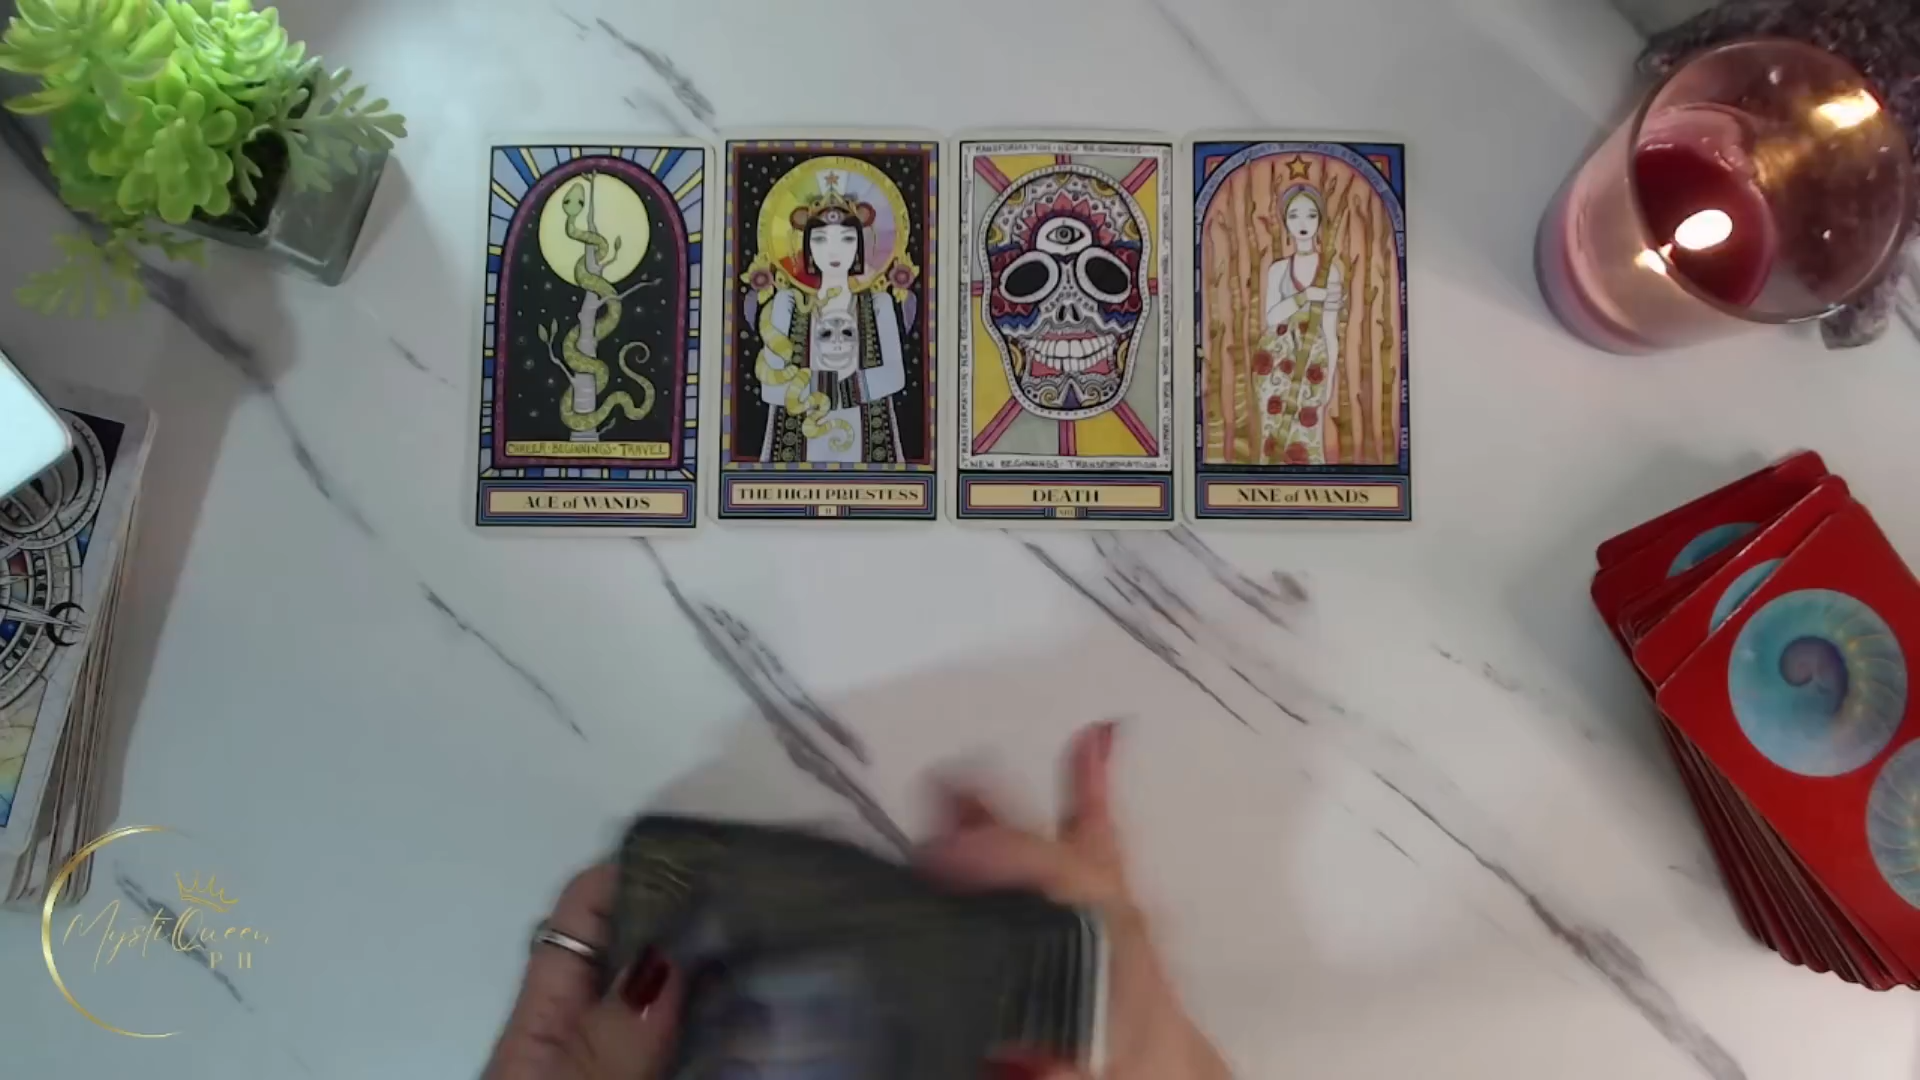 CAREER · BEGINNINGS · TRAVEL
ACE of WANDS
THE HIGH PRIESTESS
II
TRANSFORMATION · NEW BEGINNINGS
NEW BEGINNINGS · TRANSFORMATION
DEATH
XIII
NINE of WANDS
MystiQueen
PH